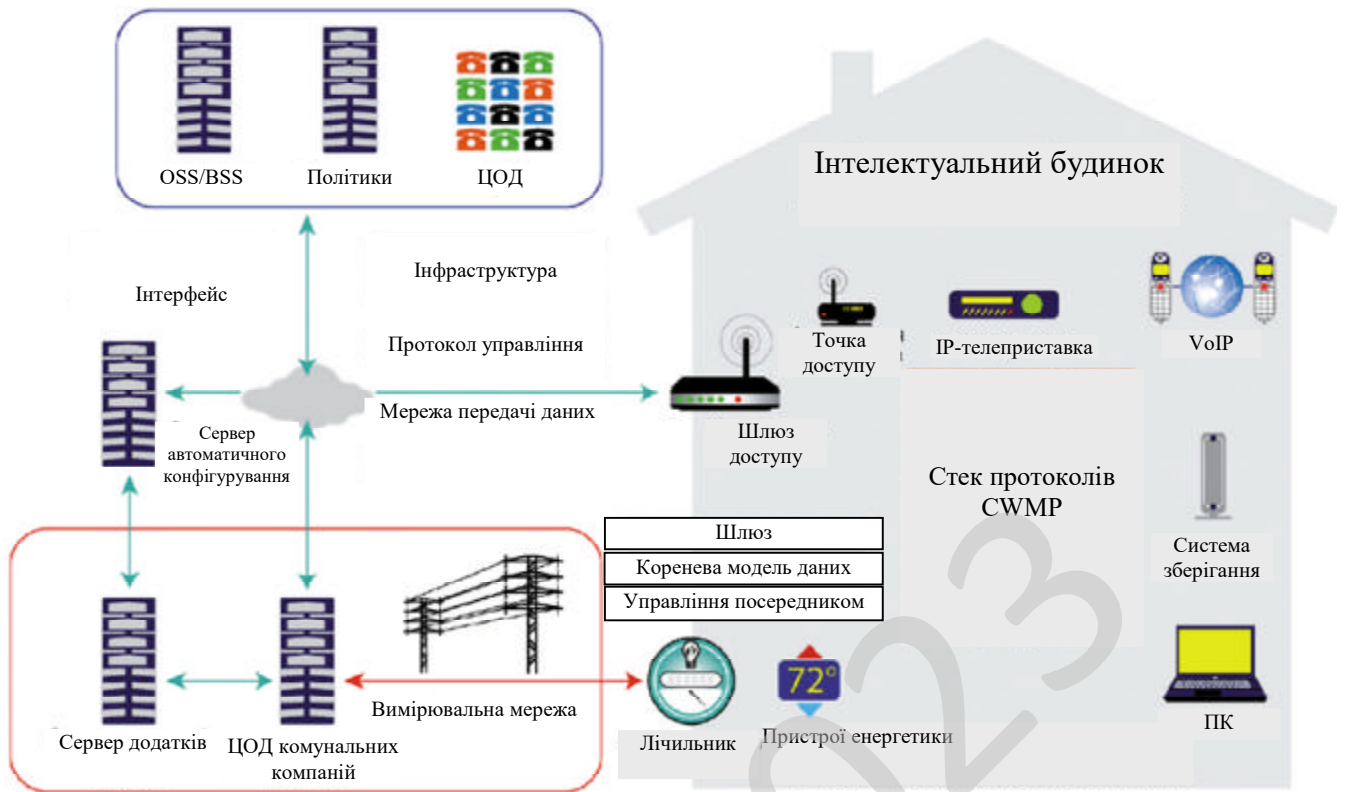 OSS/BSS
Політики
ЦОД
Інтелектуальний будинок
Інтерфейс
Інфраструктура
Протокол управління
Мережа передачі даних
Сервер
автоматичного
конфігурування
Шлюз
доступу
Точка
доступу
IP-телеприставка
VoIP
Стек протоколів
CWMP
Система
зберігання
ПК
Шлюз
Коренева модель даних
Управління посередником
72°
Сервер додатків
ЦОД комунальних
компаній
Вимірювальна мережа
Лічильник
Пристрої енергетики
023